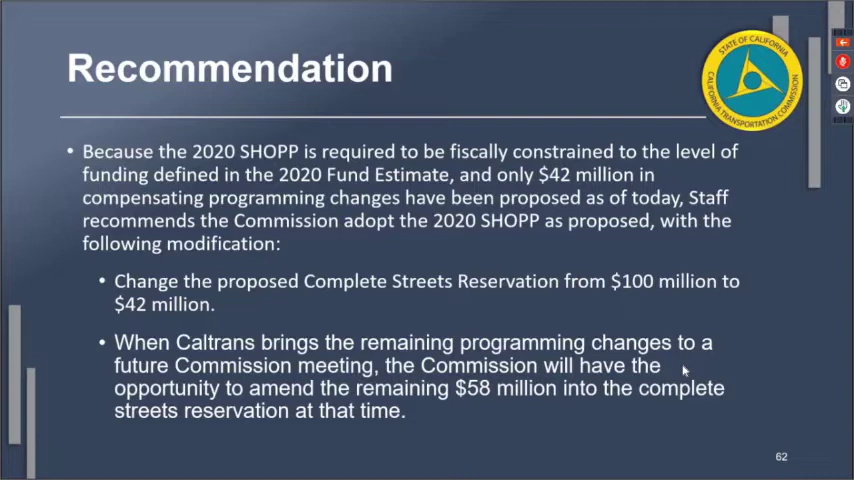 Recommendation
STATE OF CALIFORNIA
CALIFORNIA TRANSPORTATION COMMISSION
• Because the 2020 SHOPP is required to be fiscally constrained to the level of
funding defined in the 2020 Fund Estimate, and only $42 million in
compensating programming changes have been proposed as of today, Staff
recommends the Commission adopt the 2020 SHOPP as proposed, with the
following modification:
• Change the proposed Complete Streets Reservation from $100 million to
$42 million.
• When Caltrans brings the remaining programming changes to a
future Commission meeting, the Commission will have the
opportunity to amend the remaining $58 million into the complete
streets reservation at that time.
62